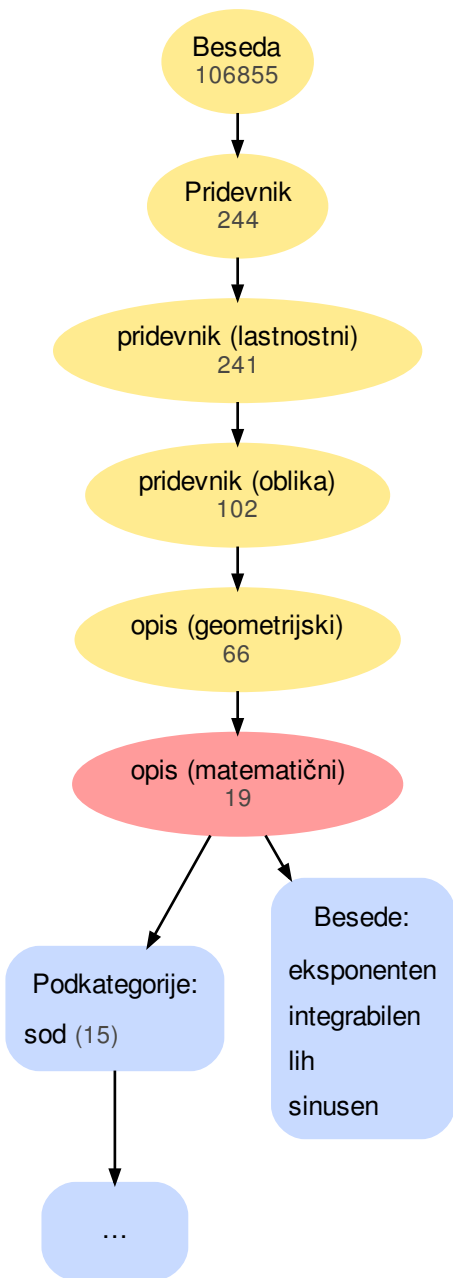 Beseda
106855
Pridevnik
244
pridevnik (lastnostni)
241
pridevnik (oblika)
102
opis (geometrijski)
66
opis (matematični)
19
Podkategorije:
sod (15)
...
Besede:
eksponenten
integrabilen
lih
sinusen